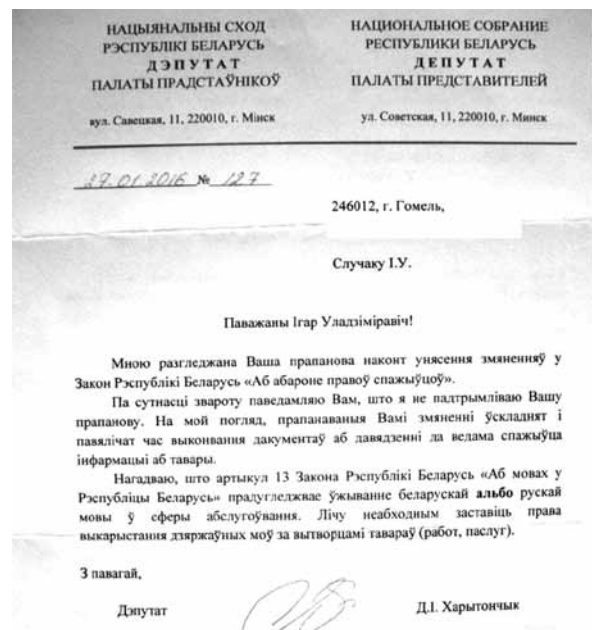 НАЦЫЯНАЛЬНЫ СХОД
РЭСПУБЛІКІ БЕЛАРУСЬ
ДЭПУТАТ
ПАЛАТЫ ПРАДСТАЎНІКОЎ
вул. Савецкая, 11, 220010, г. Мінск
НАЦИОНАЛЬНОЕ СОБРАНИЕ
РЕСПУБЛИКИ БЕЛАРУСЬ
ДЕПУТАТ
ПАЛАТЫ ПРЕДСТАВИТЕЛЕЙ
ул. Советская, 11, 220010, г. Минск
27.01.2016 № 127
246012, г. Гомель,
Случаку І.У.
Паважаны Ігар Уладзіміравіч!
Мною разгледжана Ваша прапанова наконт унясення змяненняў у
Закон Рэспублікі Беларусь «Аб абароне правоў спажыўцоў».
Па сутнасці звароту паведамляю Вам, што я не падтрымліваю Вашу
прапанову. На мой погляд, прапанаваныя Вамі змяненні ўскладнят і
павялічат час выконвання дакументаў аб давядзенні да ведама спажыўца
інфармацыі аб тавары.
Нагадваю, што артыкул 13 Закона Рэспублікі Беларусь «Аб мовах у
Рэспубліцы Беларусь» прадугледжвае ўжыванне беларускай альбо рускай
мовы ў сферы абслугоўвання. Лічу неабходным заставіць права
выкарыстання дзяржаўных моў за вытворцамі тавараў (работ, паслуг).
З павагай,
Дэпутат
Д.І. Харытончык